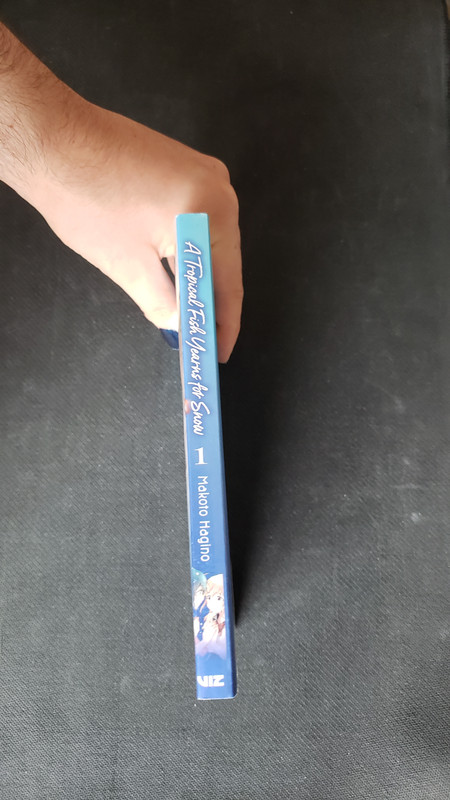 A Tropical Fish Yearns for Snow
1
Makoto Hagino
VIZ